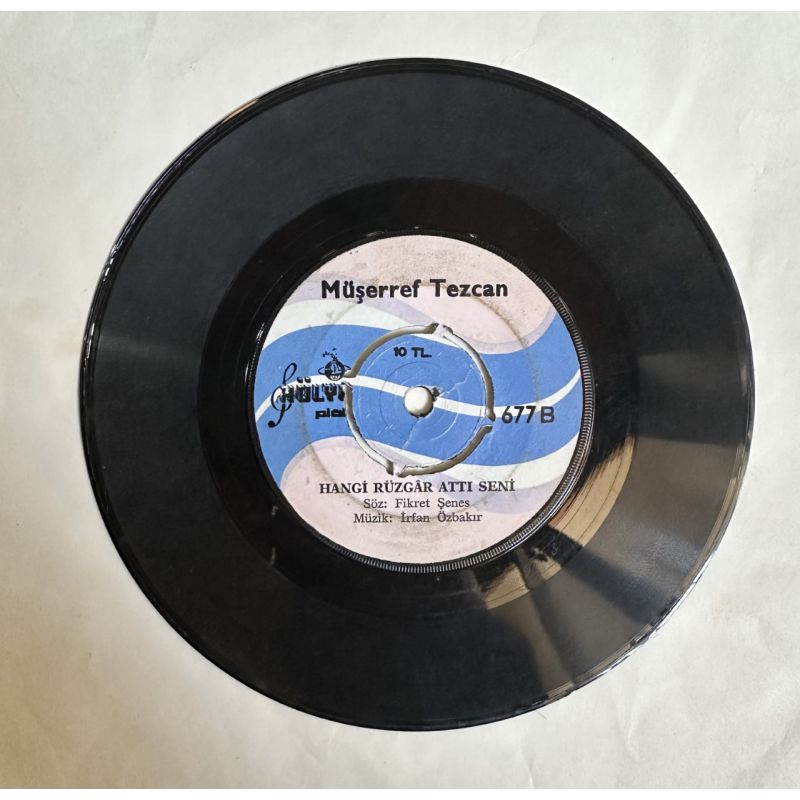 Müşerref Tezcan
10 TL.
677 B
HANGİ RÜZGÂR ATTI SENİ
Söz: Fikret Şenes
Müzik: İrfan Özbakır